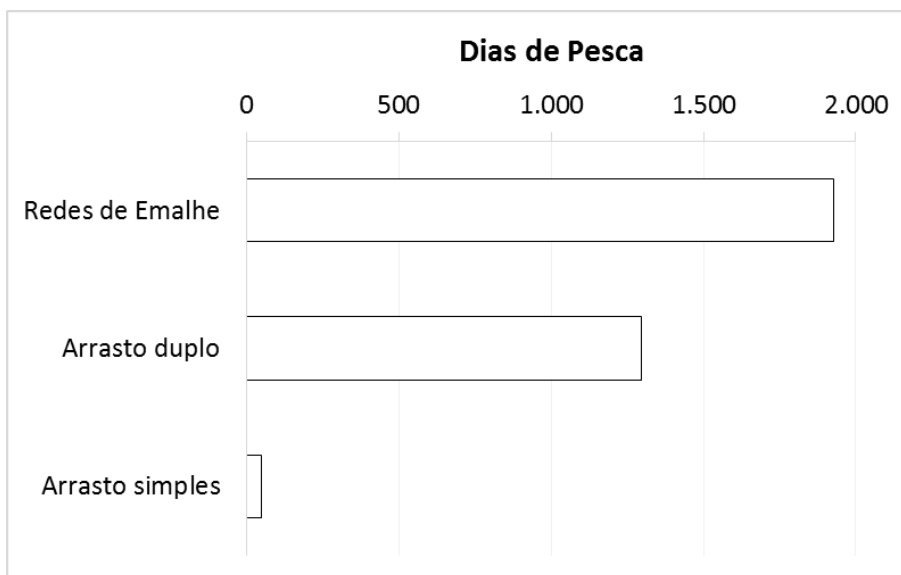 Dias de Pesca
0 500 1.000 1.500 2.000
Redes de Emalhe
Arrasto duplo
Arrasto simples